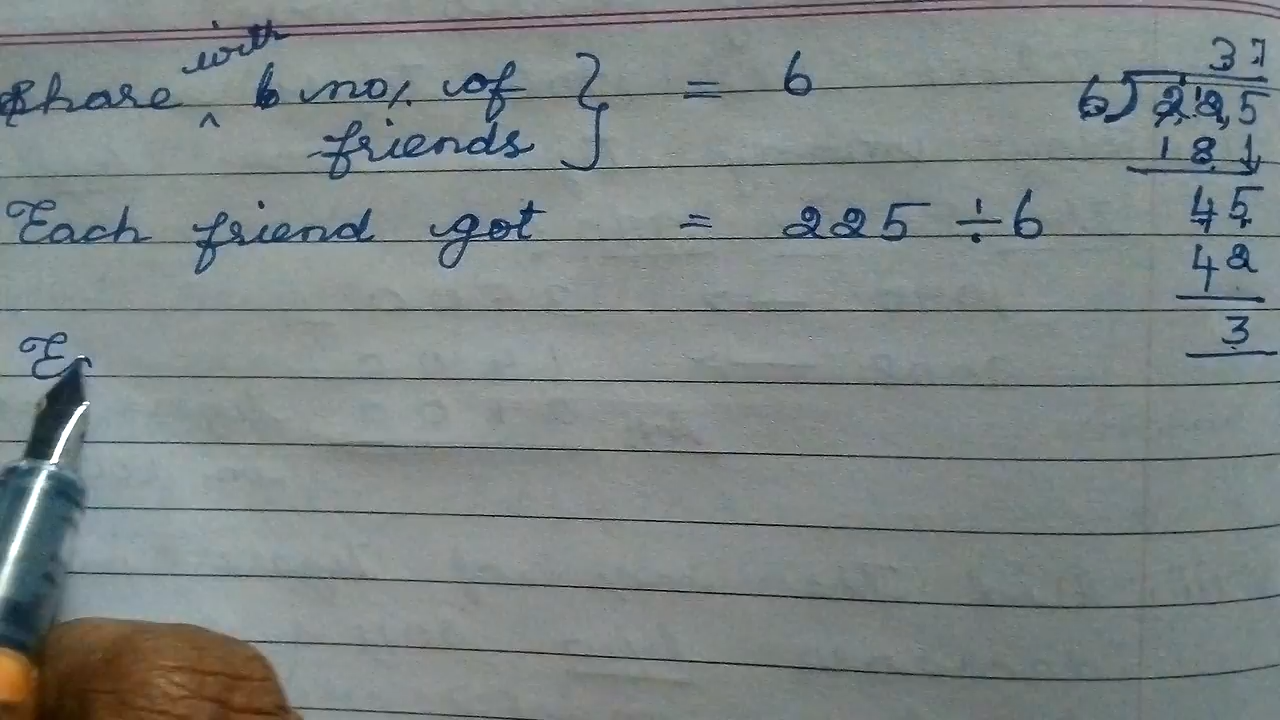 with
Share ^ 6 no/. of } = 6
friends
Each friend got = 225 ÷ 6
E
37
6)225
18↓
45
42
3